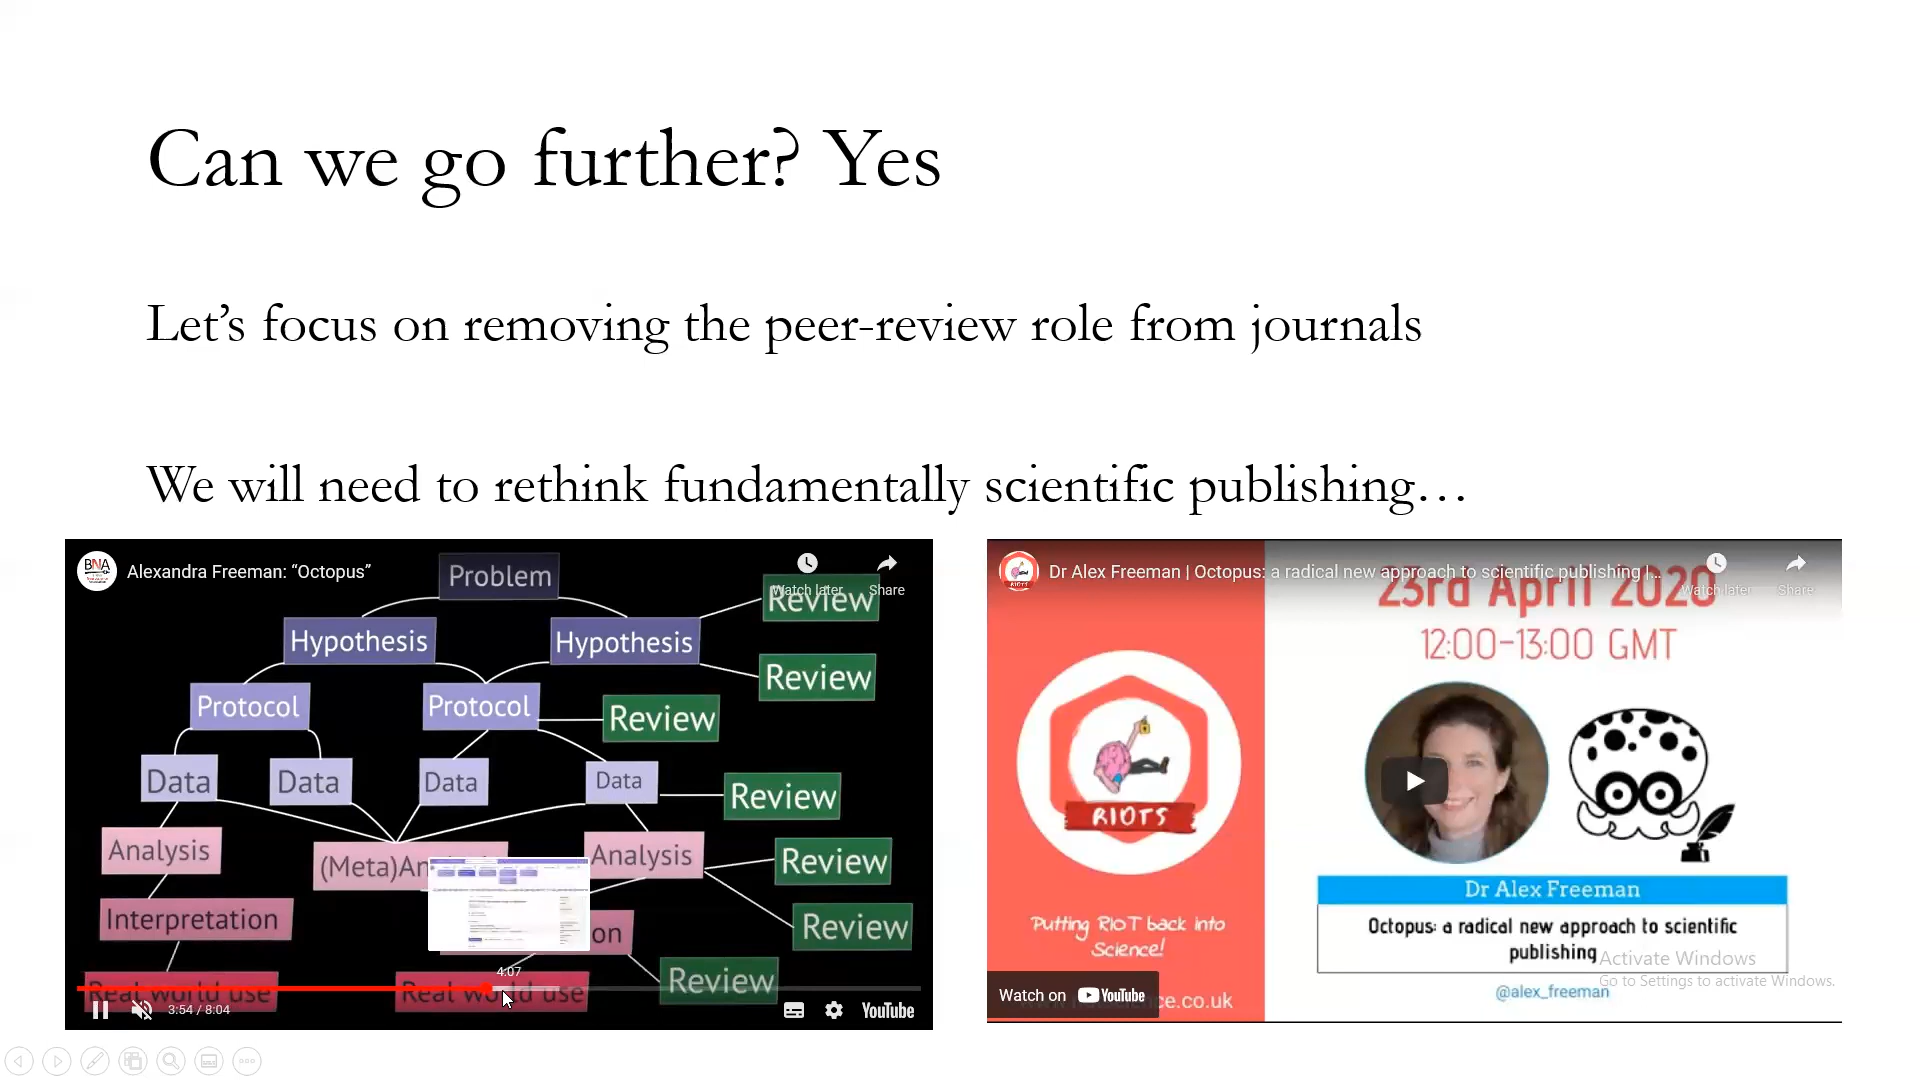 Can we go further? Yes
Let's focus on removing the peer-review role from journals
We will need to rethink fundamentally scientific publishing…
BNA
Alexandra Freeman: “Octopus”
Watch later
Share
Problem
Review
Hypothesis
Hypothesis
Review
Protocol
Protocol
Review
Data
Data
Data
Data
Review
Analysis
(Meta)An
Analysis
Review
Interpretation
on
Review
4:07
Review
Real world use
Real world use
3:54 / 8:04
YouTube
Dr Alex Freeman | Octopus: a radical new approach to scientific publishing |...
Watch later
Share
23rd April 2020
12:00-13:00 GMT
RIOTS
Dr Alex Freeman
Octopus: a radical new approach to scientific
publishing
Putting RIOT back into
Science!
@alex_freeman
Watch on YouTube
ence.co.uk
Activate Windows
Go to Settings to activate Windows.